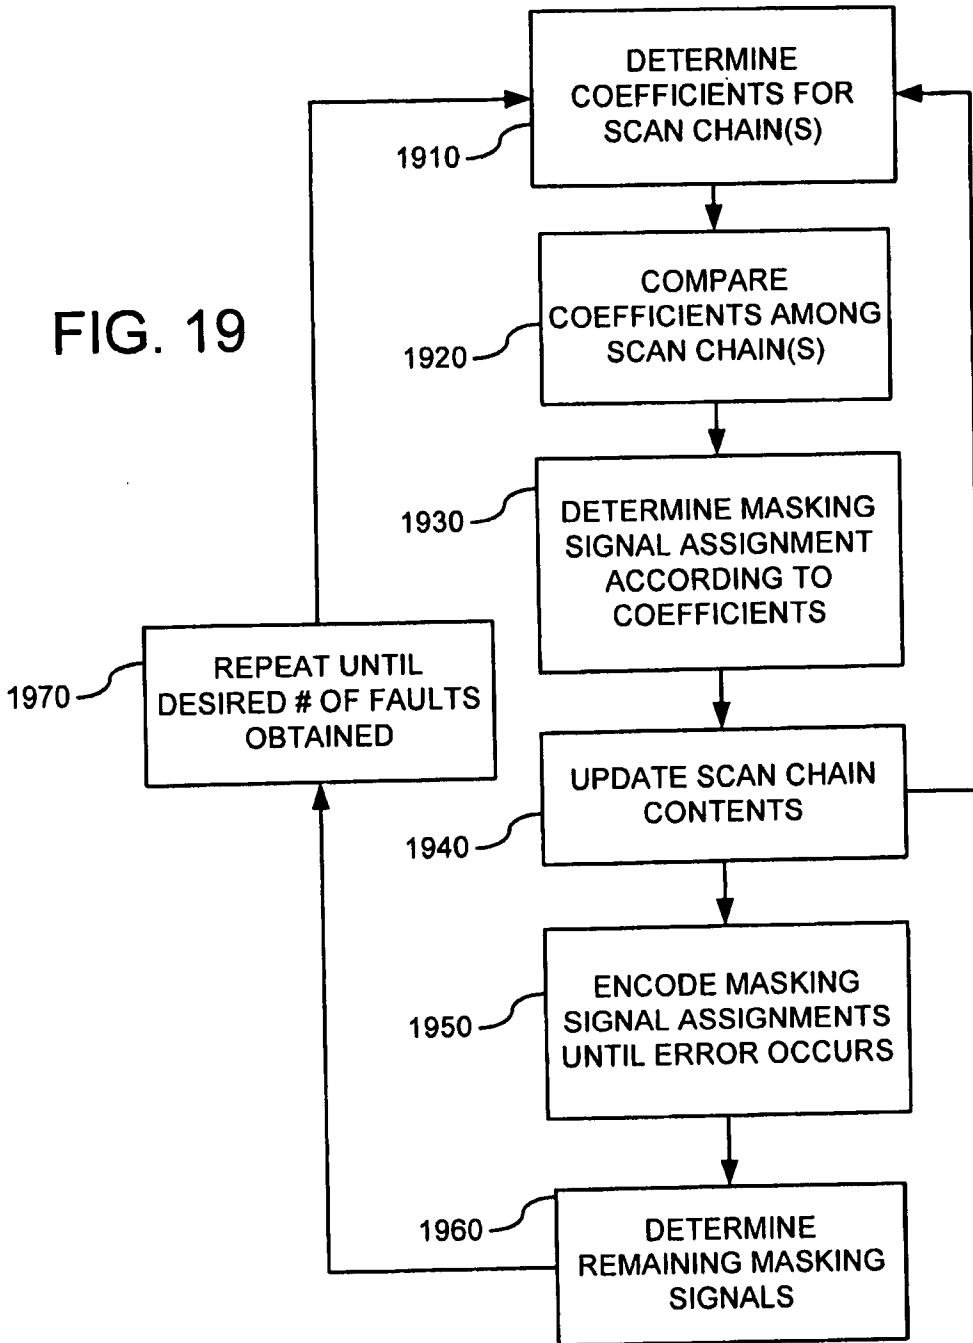 DETERMINE
COEFFICIENTS FOR
SCAN CHAIN(S)
1910
COMPARE
COEFFICIENTS AMONG
SCAN CHAIN(S)
1920
FIG. 19
DETERMINE MASKING
SIGNAL ASSIGNMENT
ACCORDING TO
COEFFICIENTS
1930
REPEAT UNTIL
DESIRED # OF FAULTS
OBTAINED
1970
UPDATE SCAN CHAIN
CONTENTS
1940
ENCODE MASKING
SIGNAL ASSIGNMENTS
UNTIL ERROR OCCURS
1950
DETERMINE
REMAINING MASKING
SIGNALS
1960